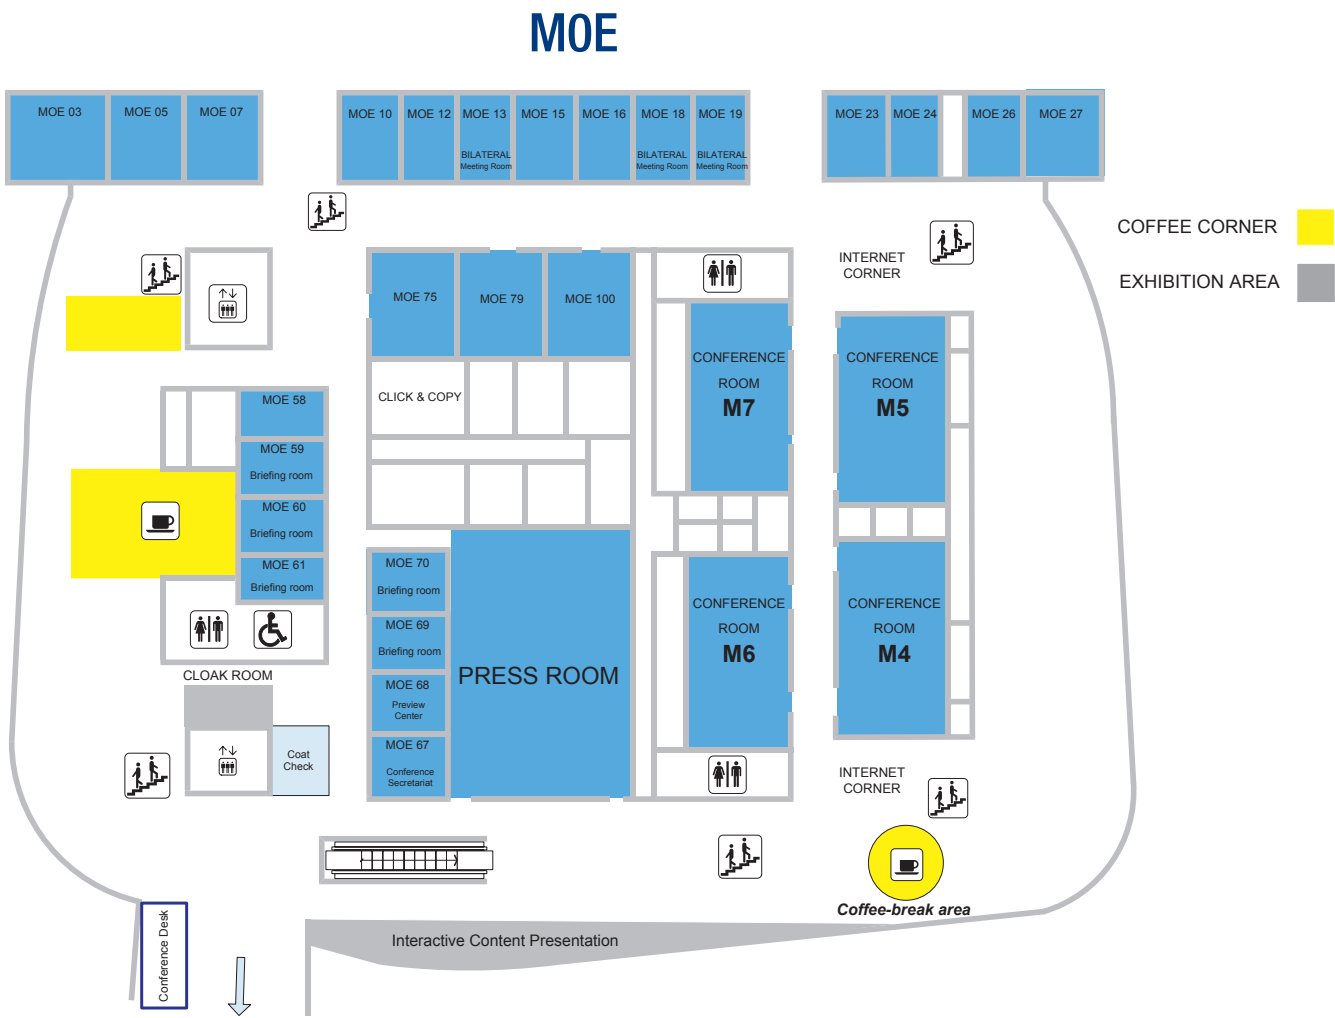 MOE
MOE 03
MOE 05
MOE 07
MOE 10
MOE 12
MOE 13
BILATERAL
Meeting Room
MOE 15
MOE 16
MOE 18
BILATERAL
Meeting Room
MOE 19
BILATERAL
Meeting Room
MOE 23
MOE 24
MOE 26
MOE 27
COFFEE CORNER
EXHIBITION AREA
INTERNET
CORNER
MOE 75
MOE 79
MOE 100
CLICK & COPY
CONFERENCE
ROOM
M7
CONFERENCE
ROOM
M5
MOE 58
MOE 59
Briefing room
MOE 60
Briefing room
MOE 61
Briefing room
MOE 70
Briefing room
MOE 69
Briefing room
MOE 68
Preview
Center
MOE 67
Conference
Secretariat
PRESS ROOM
CONFERENCE
ROOM
M6
CONFERENCE
ROOM
M4
CLOAK ROOM
Coat
Check
INTERNET
CORNER
Coffee-break area
Interactive Content Presentation
Conference Desk